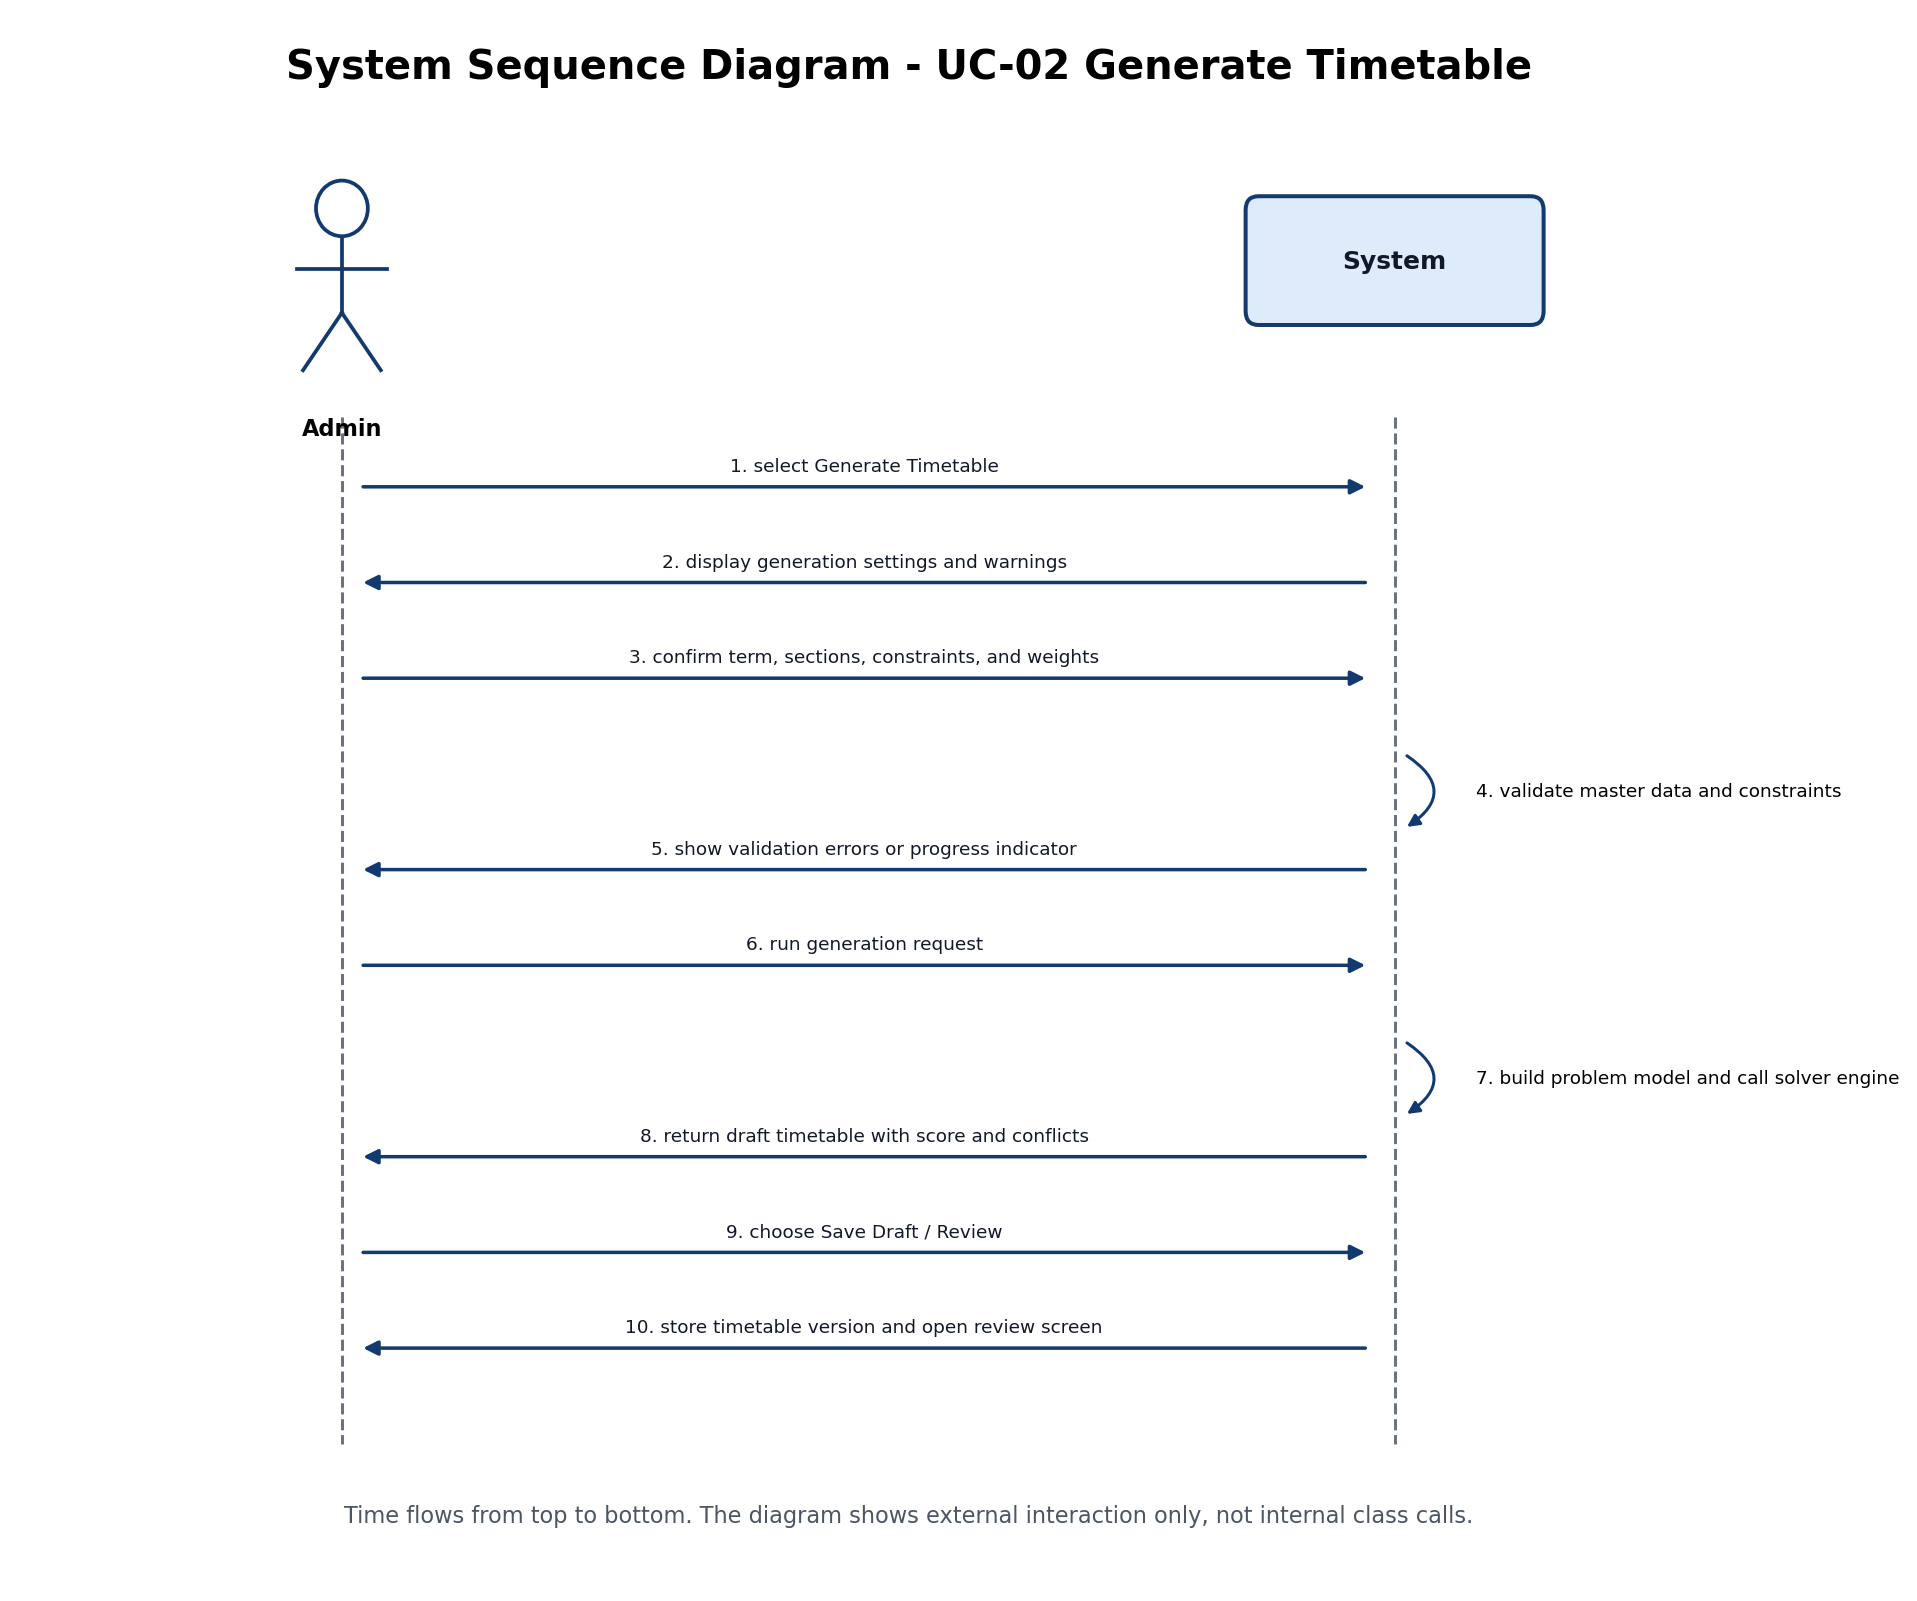 System Sequence Diagram - UC-02 Generate Timetable
System
Admin
1. select Generate Timetable
2. display generation settings and warnings
3. confirm term, sections, constraints, and weights
4. validate master data and constraints
5. show validation errors or progress indicator
6. run generation request
7. build problem model and call solver engine
8. return draft timetable with score and conflicts
9. choose Save Draft / Review
10. store timetable version and open review screen
Time flows from top to bottom. The diagram shows external interaction only, not internal class calls.